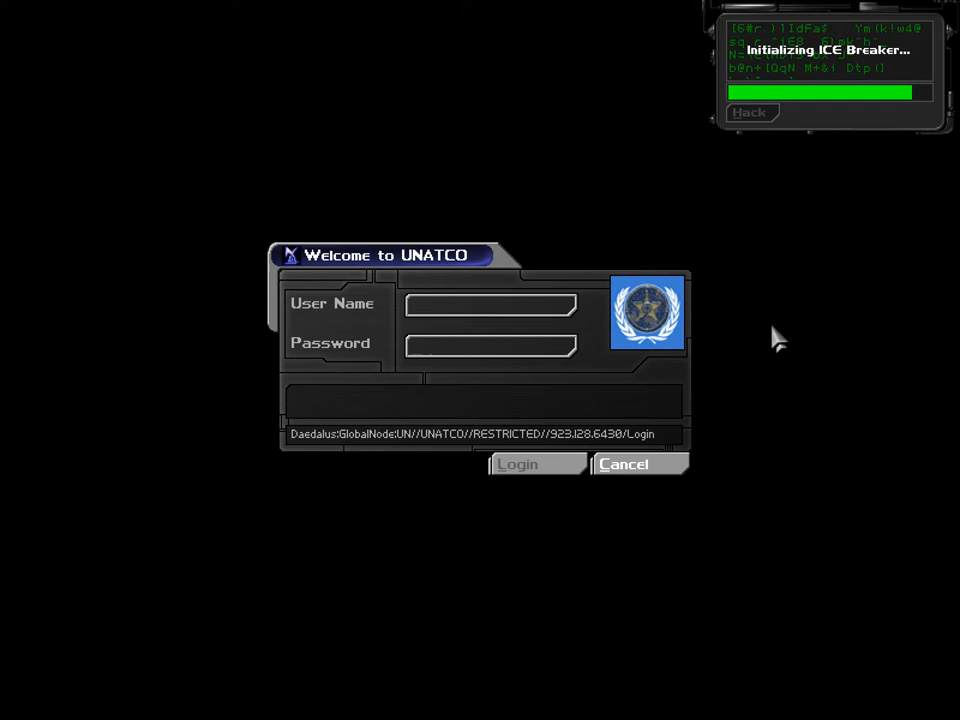 Initializing ICE Breaker...
Hack
Welcome to UNATCO
User Name
Password
Daedalus:GlobalNode:UN//UNATCO//RESTRICTED//923.128.6430/Login
Login
Cancel